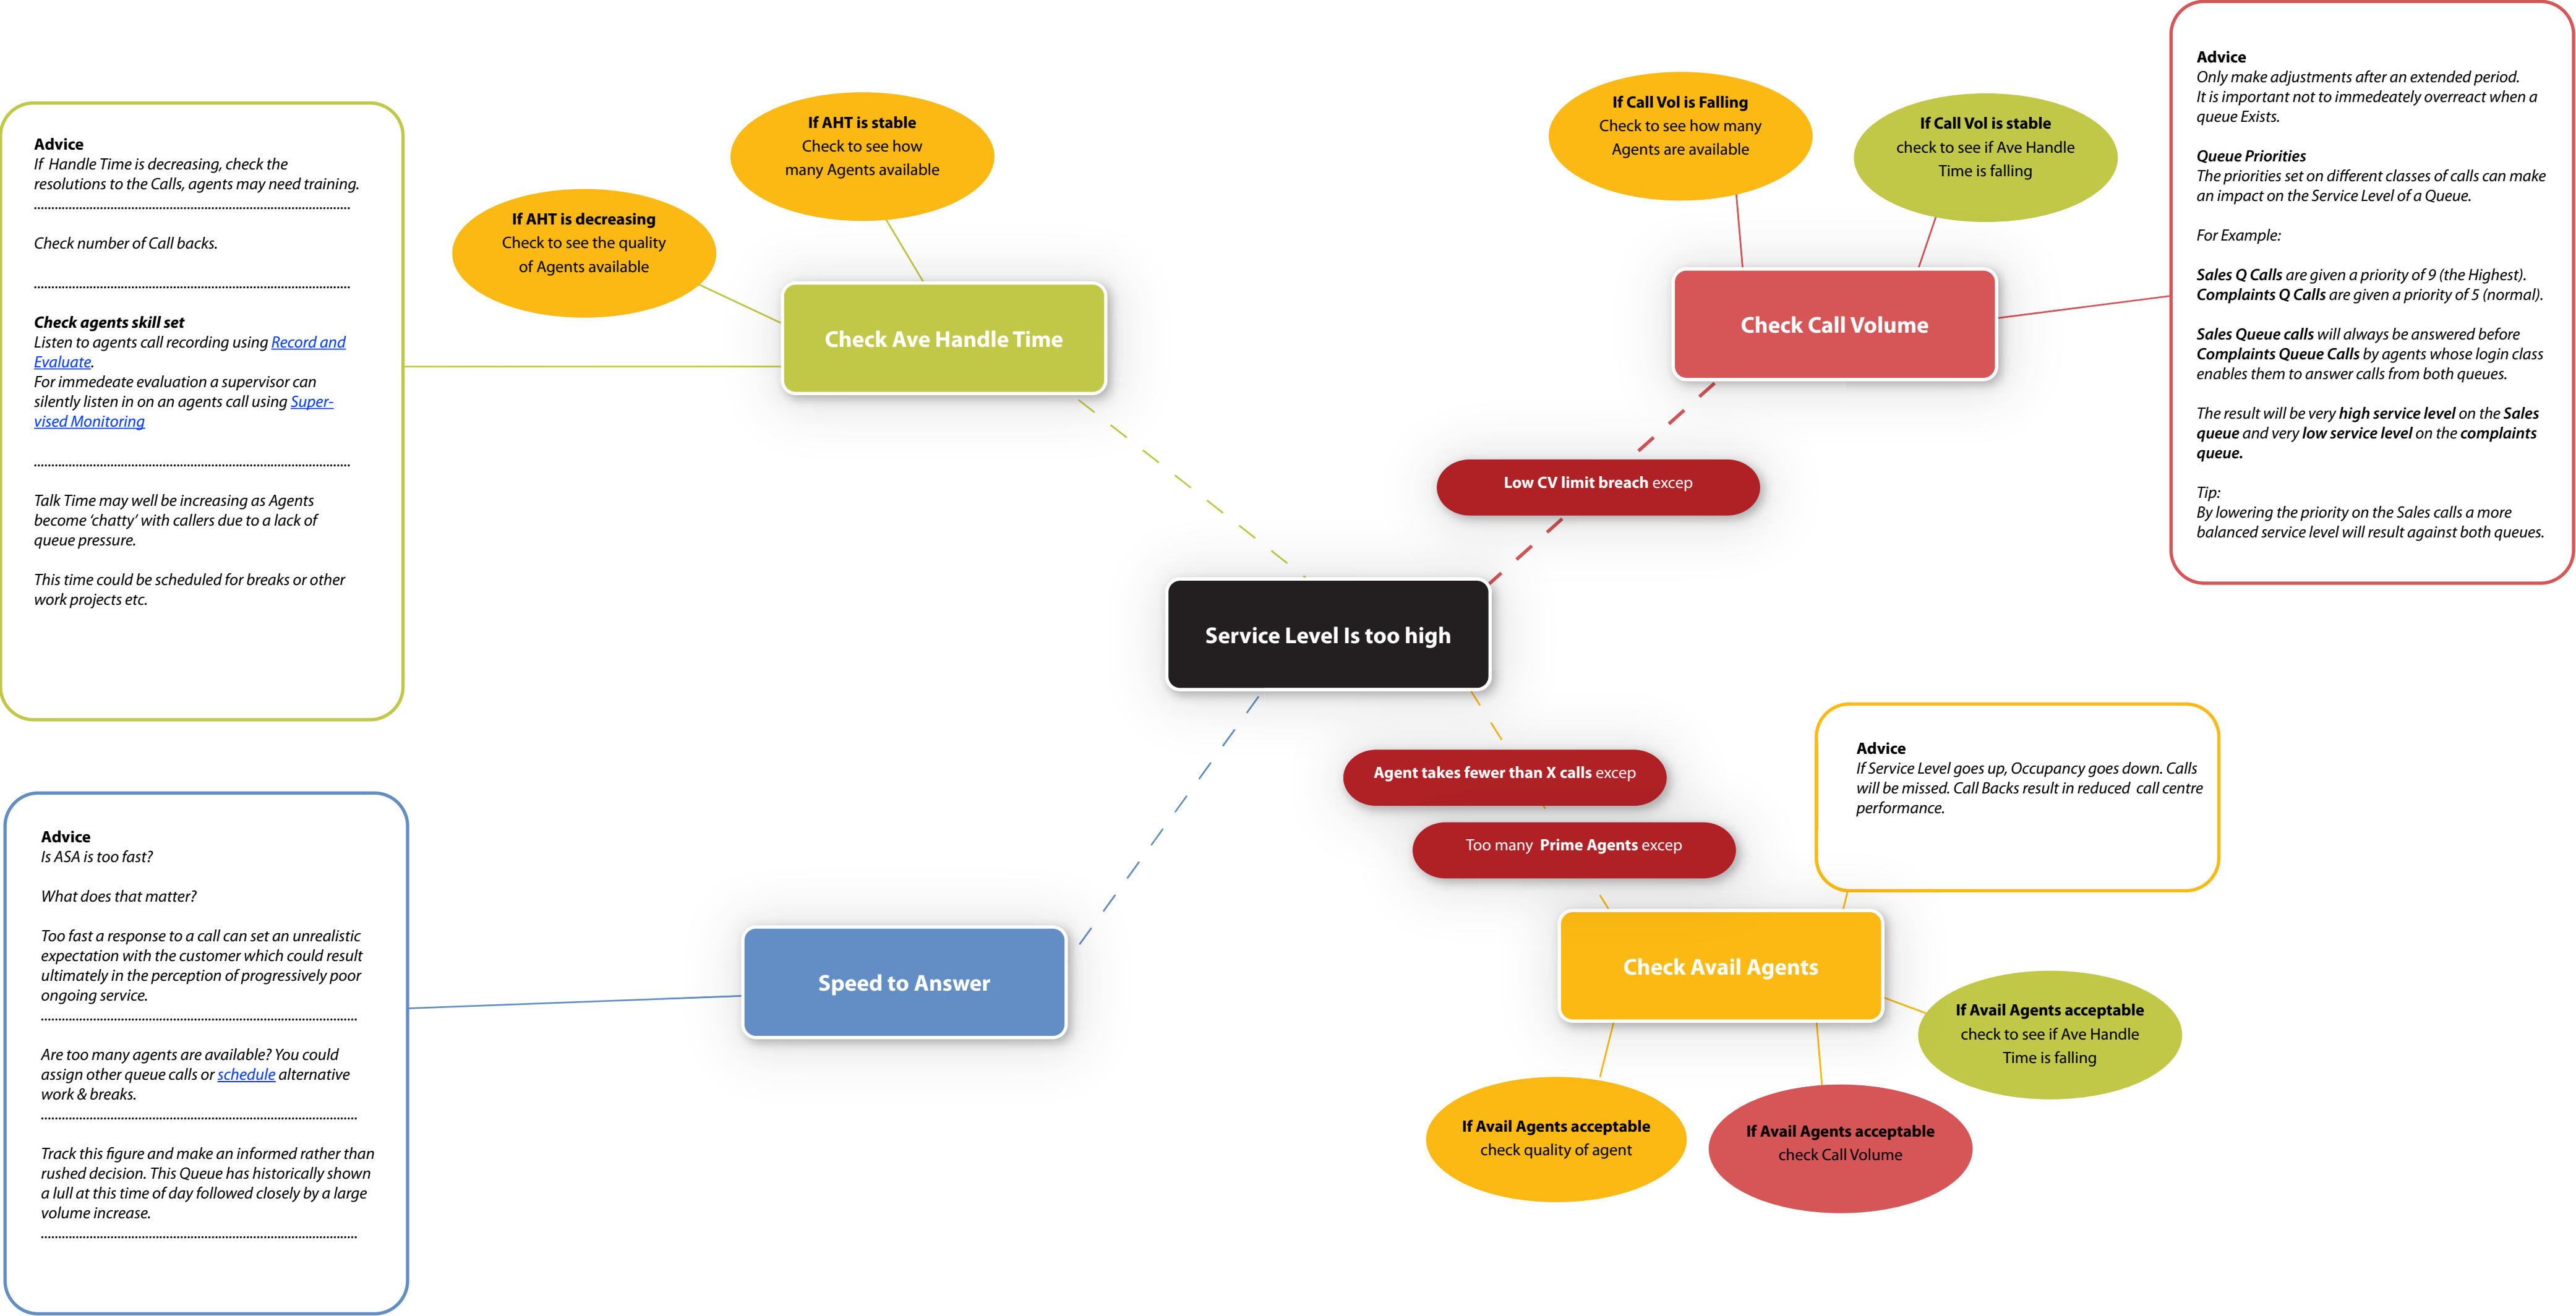 Advice
If  Handle Time is decreasing, check the
resolutions to the Calls, agents may need training.
Check number of Call backs.
Check agents skill set
Listen to agents call recording using Record and
Evaluate.
For immedeate evaluation a supervisor can
silently listen in on an agents call using Super-
vised Monitoring
Talk Time may well be increasing as Agents
become ‘chatty’ with callers due to a lack of
queue pressure.
This time could be scheduled for breaks or other
work projects etc.
If AHT is decreasing
Check to see the quality
of Agents available
If AHT is stable
Check to see how
many Agents available
Check Ave Handle Time
If Call Vol is Falling
Check to see how many
Agents are available
If Call Vol is stable
check to see if Ave Handle
Time is falling
Check Call Volume
Advice
Only make adjustments after an extended period.
It is important not to immedeately overreact when a
queue Exists.
Queue Priorities
The priorities set on different classes of calls can make
an impact on the Service Level of a Queue.
For Example:
Sales Q Calls are given a priority of 9 (the Highest).
Complaints Q Calls are given a priority of 5 (normal).
Sales Queue calls will always be answered before
Complaints Queue Calls by agents whose login class
enables them to answer calls from both queues.
The result will be very high service level on the Sales
queue and very low service level on the complaints
queue.
Tip:
By lowering the priority on the Sales calls a more
balanced service level will result against both queues.
Low CV limit breach excep
Service Level Is too high
Agent takes fewer than X calls excep
Too many  Prime Agents excep
Advice
If Service Level goes up, Occupancy goes down. Calls
will be missed. Call Backs result in reduced  call centre
performance.
Check Avail Agents
If Avail Agents acceptable
check to see if Ave Handle
Time is falling
If Avail Agents acceptable
check quality of agent
If Avail Agents acceptable
check Call Volume
Speed to Answer
Advice
Is ASA is too fast?
What does that matter?
Too fast a response to a call can set an unrealistic
expectation with the customer which could result
ultimately in the perception of progressively poor
ongoing service.
Are too many agents are available? You could
assign other queue calls or schedule alternative
work & breaks.
Track this figure and make an informed rather than
rushed decision. This Queue has historically shown
a lull at this time of day followed closely by a large
volume increase.